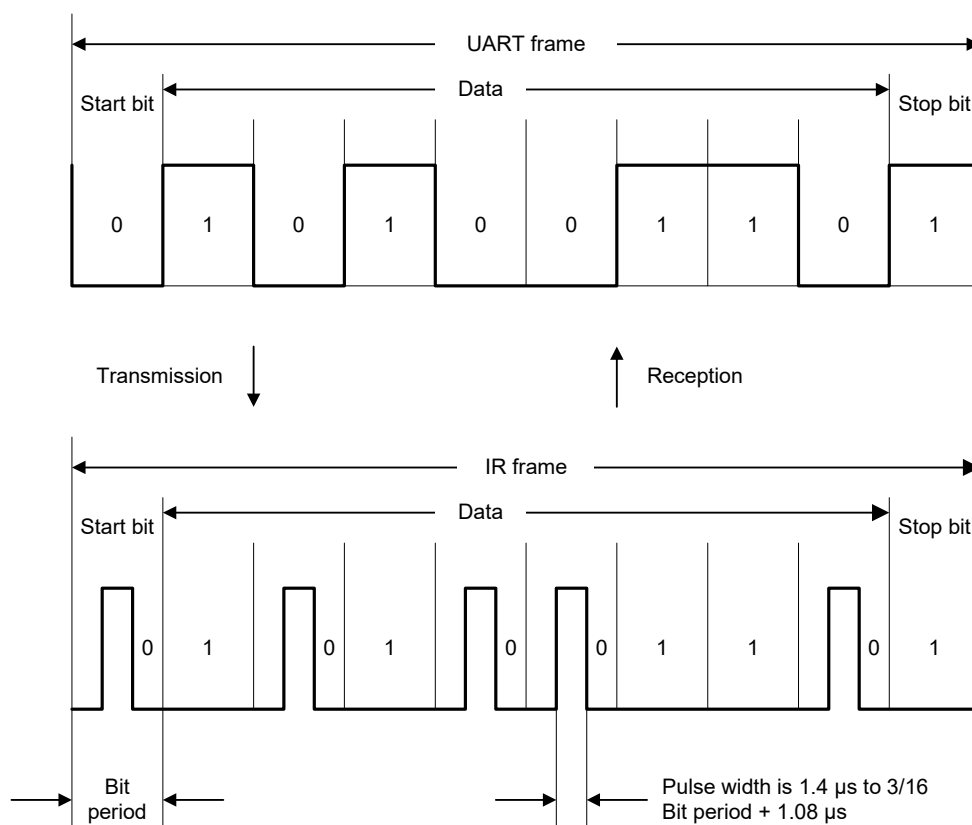 UART frame
Data
Start bit
Stop bit
0 1 0 1 0 0 1 1 0 1
Transmission
Reception
IR frame
Data
Start bit
Stop bit
0 1 0 1 0 0 1 1 0 1
Bit
period
Pulse width is 1.4 µs to 3/16
Bit period + 1.08 µs